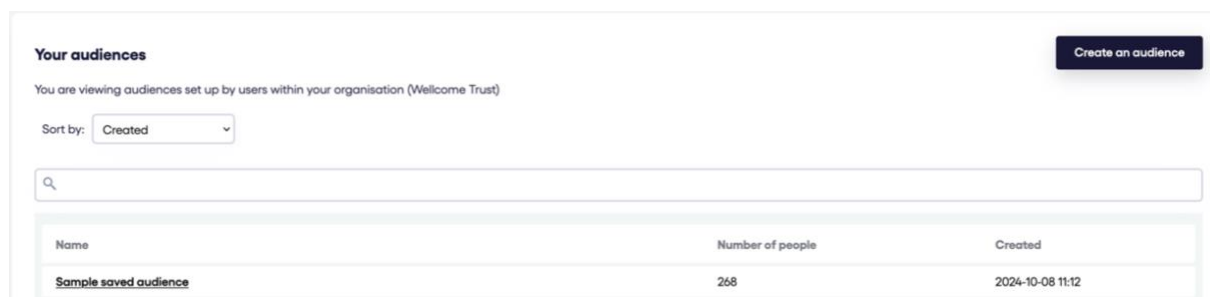 Your audiences
Create an audience
You are viewing audiences set up by users within your organisation (Wellcome Trust)
Sort by: Created
Name Number of people Created
Sample saved audience 268 2024-10-08 11:12